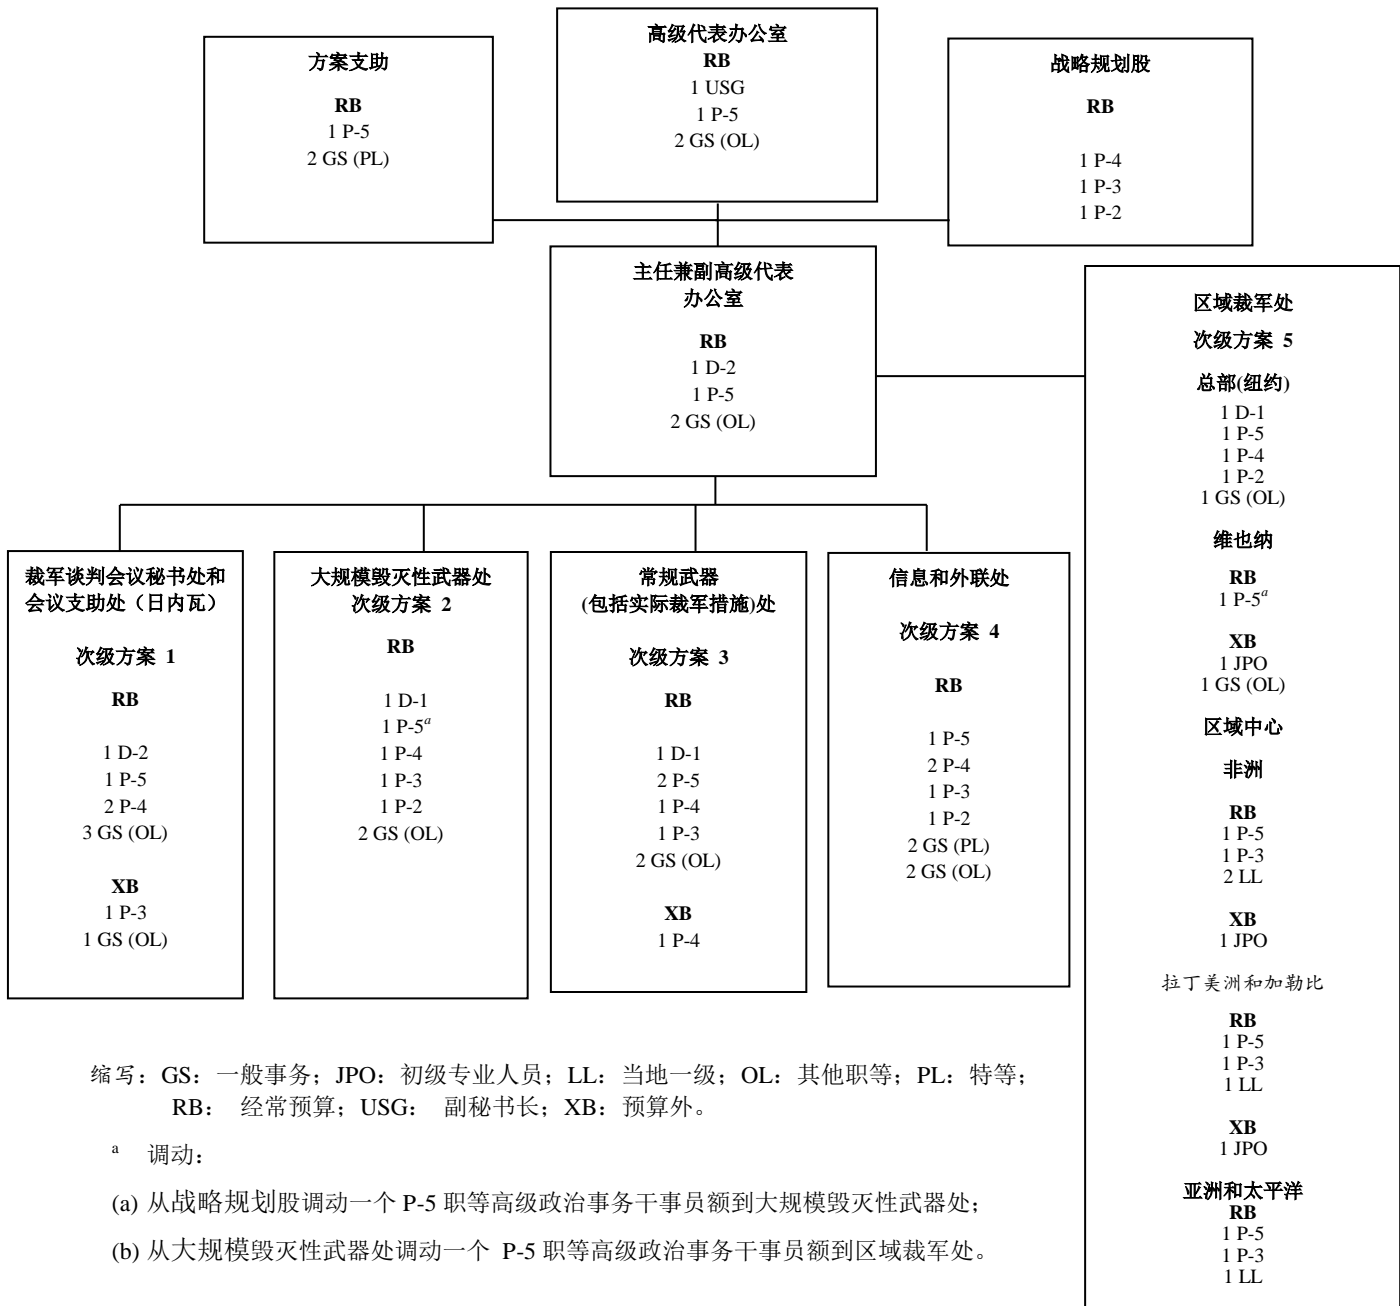 高级代表办公室
RB
1 USG
1 P-5
2 GS (OL)
方案支助
RB
1 P-5
2 GS (PL)
战略规划股
RB
1 P-4
1 P-3
1 P-2
主任兼副高级代表
办公室
RB
1 D-2
1 P-5
2 GS (OL)
裁军谈判会议秘书处和
会议支助处（日内瓦）
次级方案 1
RB
1 D-2
1 P-5
2 P-4
3 GS (OL)
XB
1 P-3
1 GS (OL)
大规模毁灭性武器处
次级方案 2
RB
1 D-1
1 P-5a
1 P-4
1 P-3
1 P-2
2 GS (OL)
常规武器
(包括实际裁军措施)处
次级方案 3
RB
1 D-1
2 P-5
1 P-4
1 P-3
2 GS (OL)
XB
1 P-4
信息和外联处
次级方案 4
RB
1 P-5
2 P-4
1 P-3
1 P-2
2 GS (PL)
2 GS (OL)
区域裁军处
次级方案 5
总部(纽约)
1 D-1
1 P-5
1 P-4
1 P-2
1 GS (OL)
维也纳
RB
1 P-5a
XB
1 JPO
1 GS (OL)
区域中心
非洲
RB
1 P-5
1 P-3
2 LL
XB
1 JPO
拉丁美洲和加勒比
RB
1 P-5
1 P-3
1 LL
XB
1 JPO
亚洲和太平洋
RB
1 P-5
1 P-3
1 LL
缩写：GS：一般事务；JPO：初级专业人员；LL：当地一级；OL：其他职等；PL：特等；
RB： 经常预算；USG： 副秘书长；XB：预算外。
a 调动：
(a) 从战略规划股调动一个 P-5 职等高级政治事务干事员额到大规模毁灭性武器处；
(b) 从大规模毁灭性武器处调动一个 P-5 职等高级政治事务干事员额到区域裁军处。